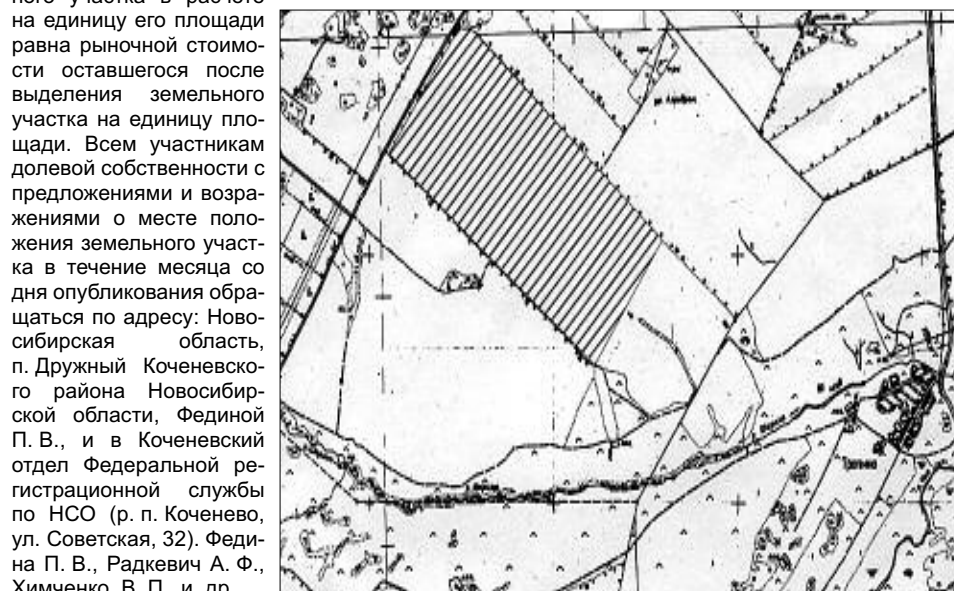 ного участка в расчете
на единицу его площади
равна рыночной стоимо-
сти оставшегося после
выделения земельного
участка на единицу пло-
щади. Всем участникам
долевой собственности с
предложениями и возра-
жениями о месте поло-
жения земельного участ-
ка в течение месяца со
дня опубликования обра-
щаться по адресу: Ново-
сибирская область,
п. Дружный Коченевско-
го района Новосибир-
ской области, Фединой
П. В., и в Коченевский
отдел Федеральной ре-
гистрационной службы
по НСО (р. п. Коченево,
ул. Советская, 32). Феди-
на П. В., Радкевич А. Ф.,
Химченко В. П. и др.